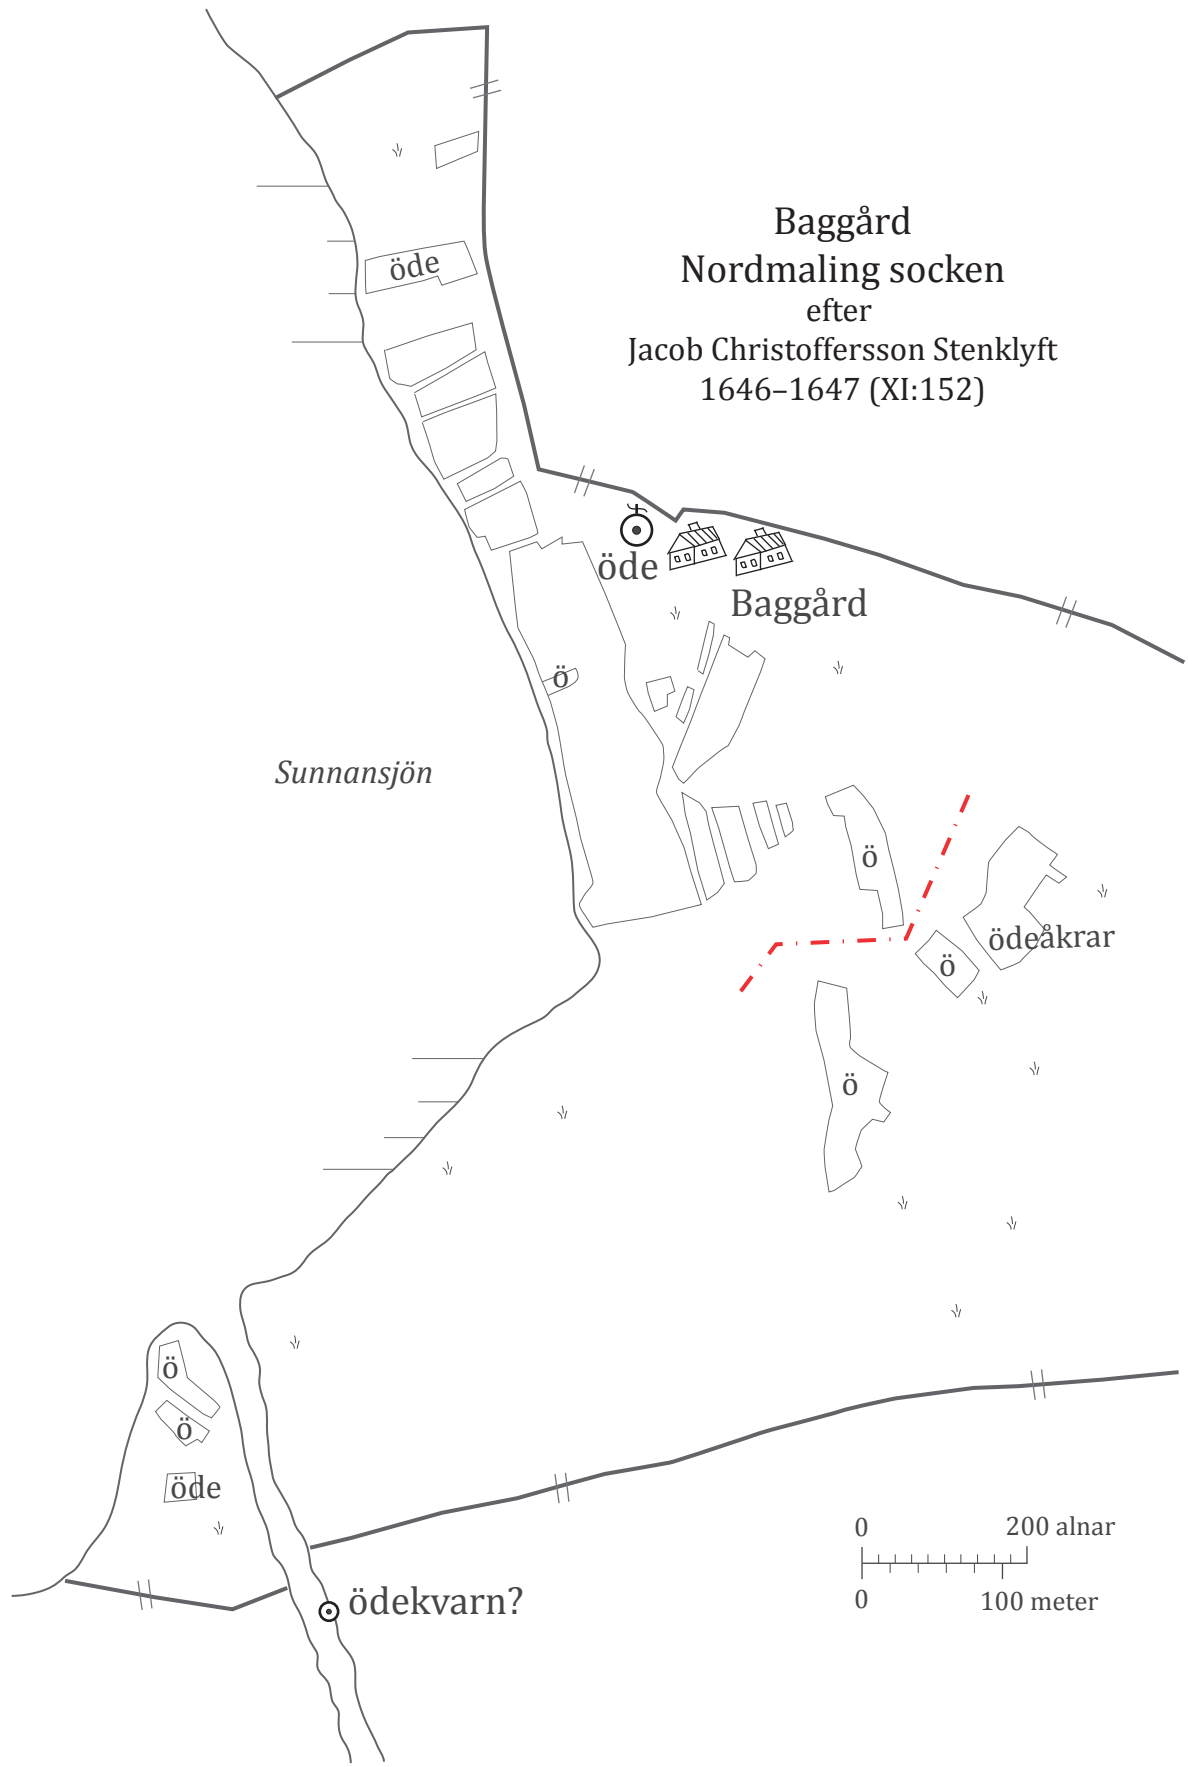 Baggård
Nordmaling socken
efter
Jacob Christoffersson Stenklyft
1646–1647 (XI:152)
öde
öde
Baggård
ö
Sunnansjön
ö
ödeåkrar
ö
ö
ö
ö
öde
0 200 alnar
0 100 meter
ödekvarn?